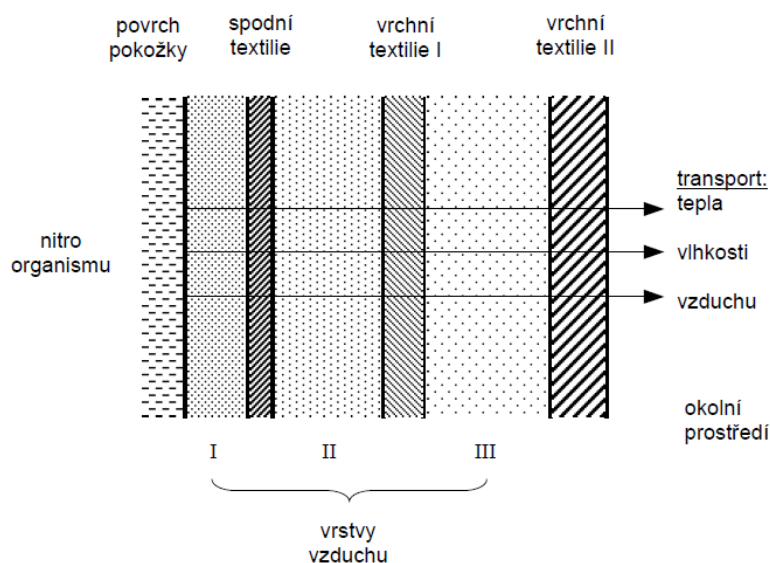 povrch
pokožky
spodní
textilie
vrchní
textilie I
vrchní
textilie II
transport:
tepla
nitro
organismu
vlhkosti
vzduchu
okolní
prostředí
I
II
III
vrstvy
vzduchu